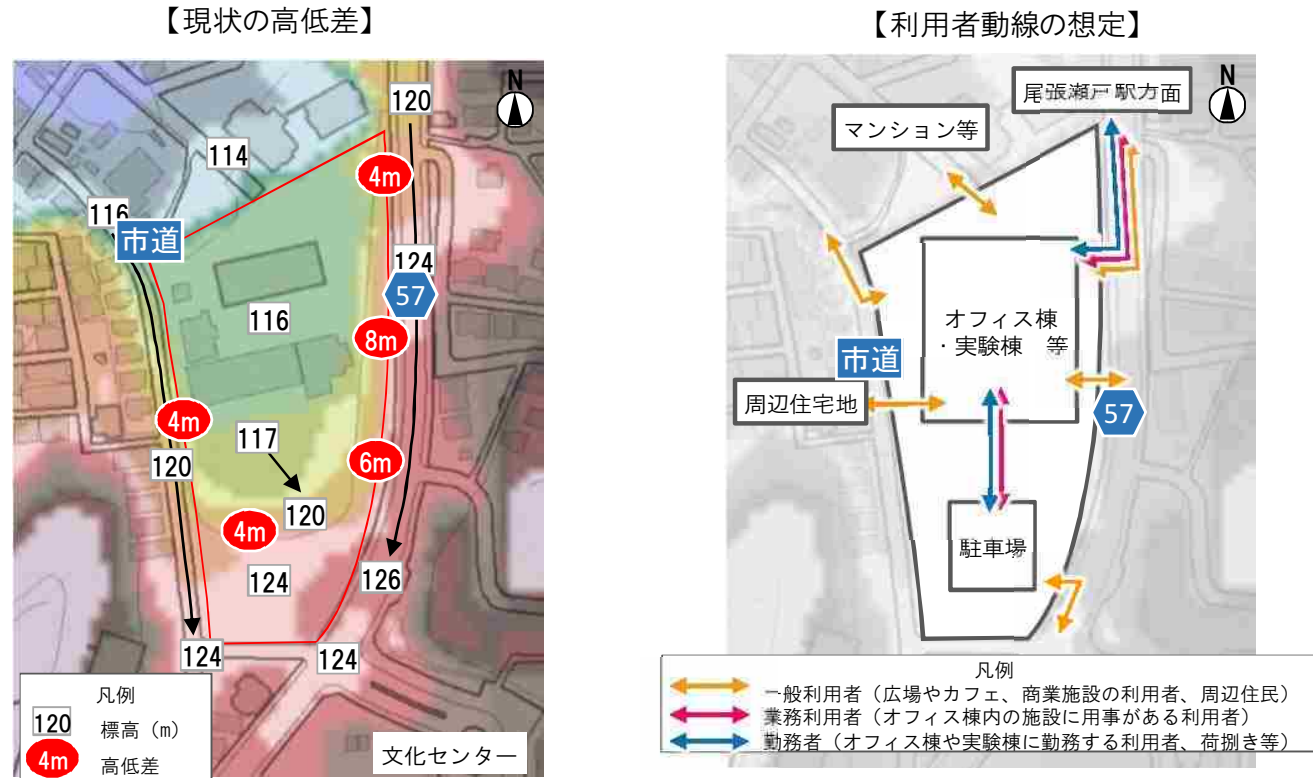 【現状の高低差】
N
120
114
4m
116
市道
124
57
116
8m
4m
117
6m
120
120
4m
124
126
124
124
凡例
120 標高（m）
4m 高低差
文化センター
【利用者動線の想定】
尾張瀬戸駅方面
N
マンション等
オフィス棟
・実験棟 等
市道
周辺住宅地
57
駐車場
凡例
一般利用者（広場やカフェ、商業施設の利用者、周辺住民）
業務利用者（オフィス棟内の施設に用事がある利用者）
勤務者（オフィス棟や実験棟に勤務する利用者、荷捌き等）